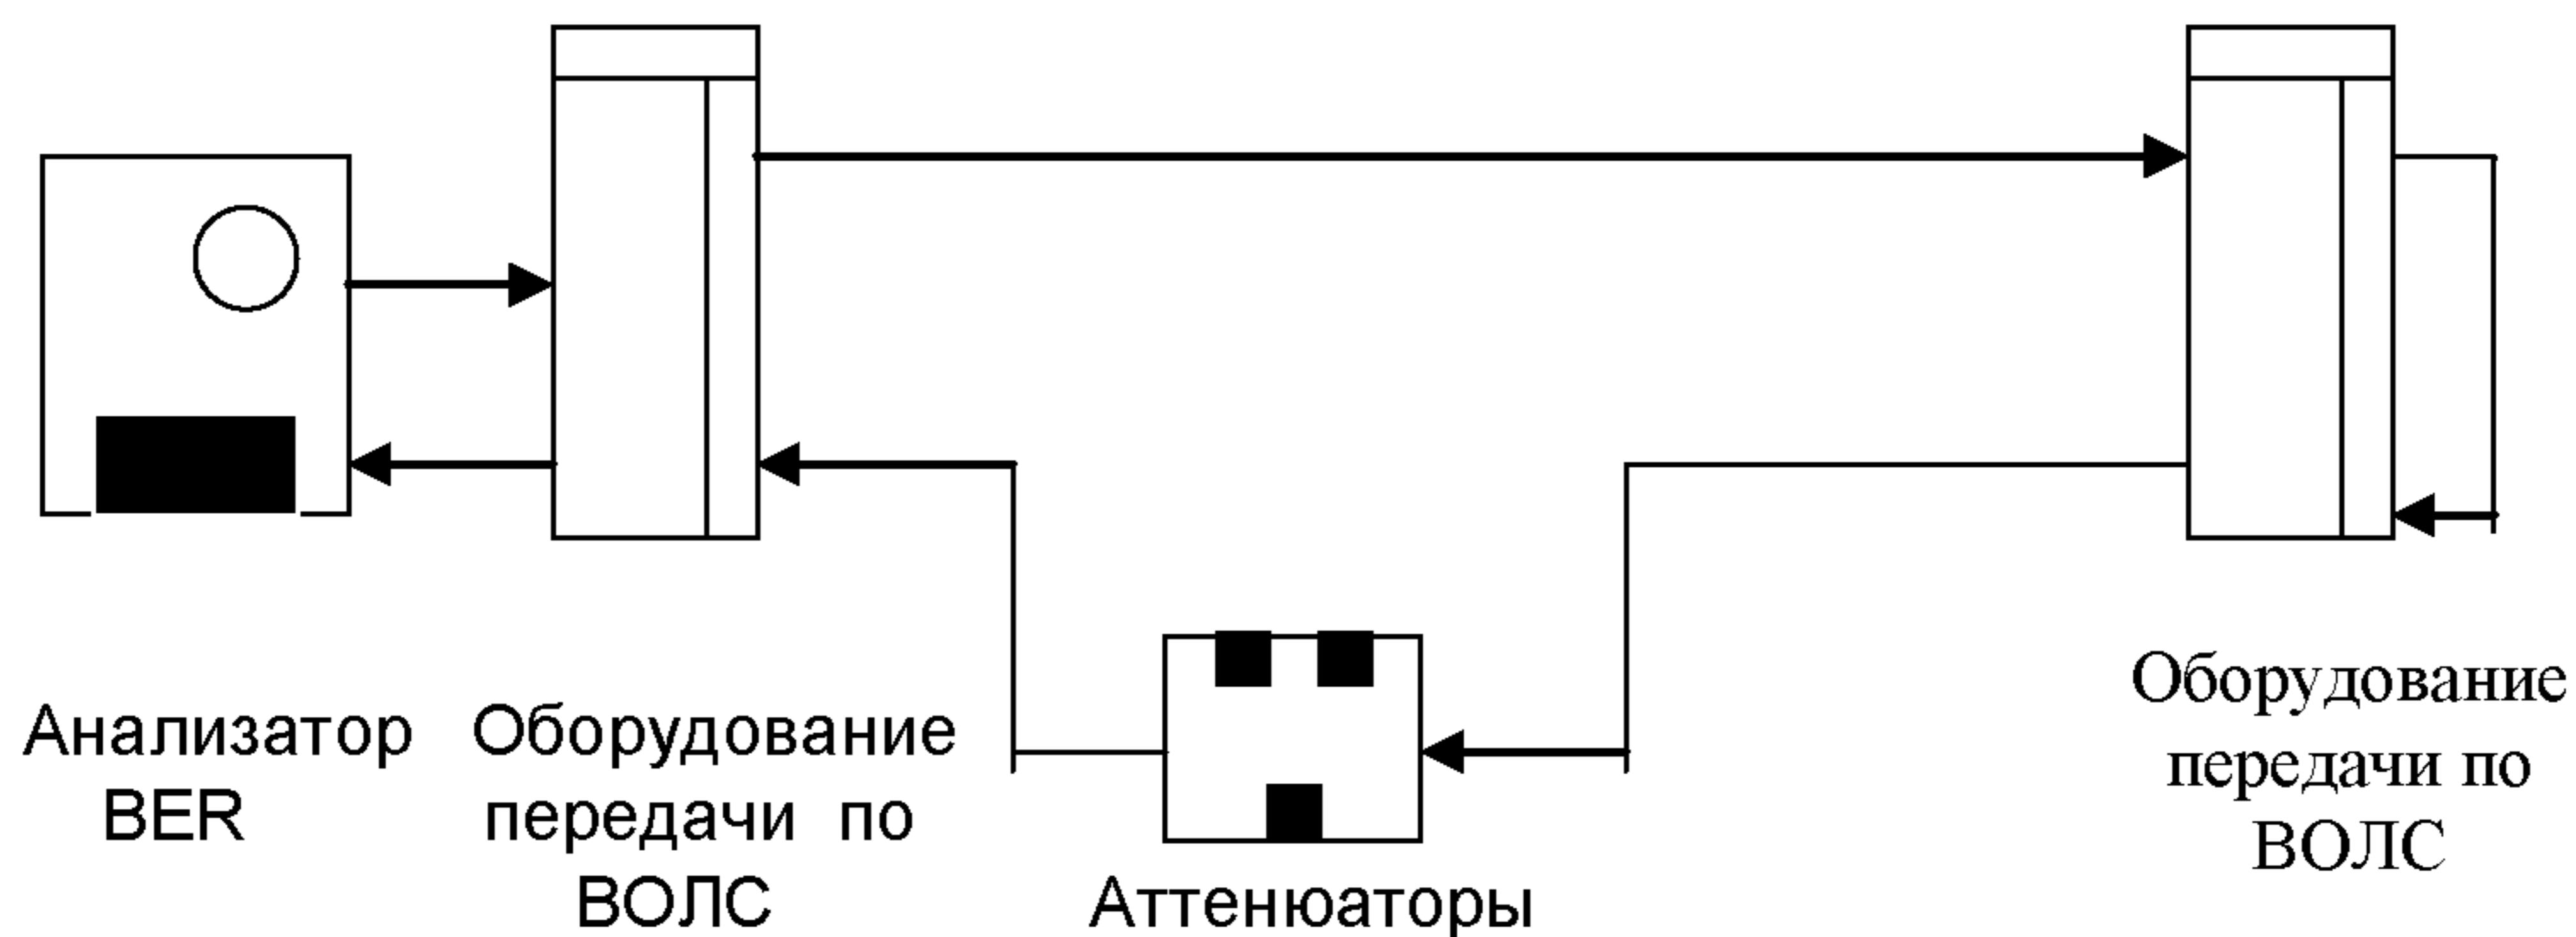 Анализатор
BER
Оборудование
передачи по
ВОЛС
Аттенюаторы
Оборудование
передачи по
ВОЛС